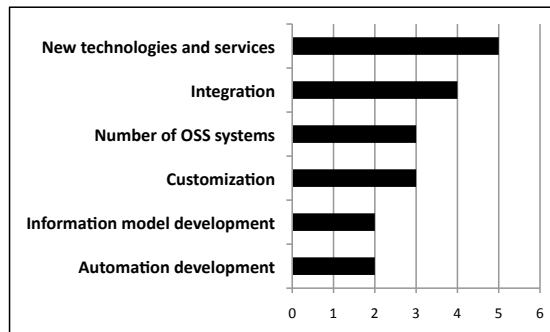 New technologies and services
Integration
Number of OSS systems
Customization
Information model development
Automation development
0 1 2 3 4 5 6